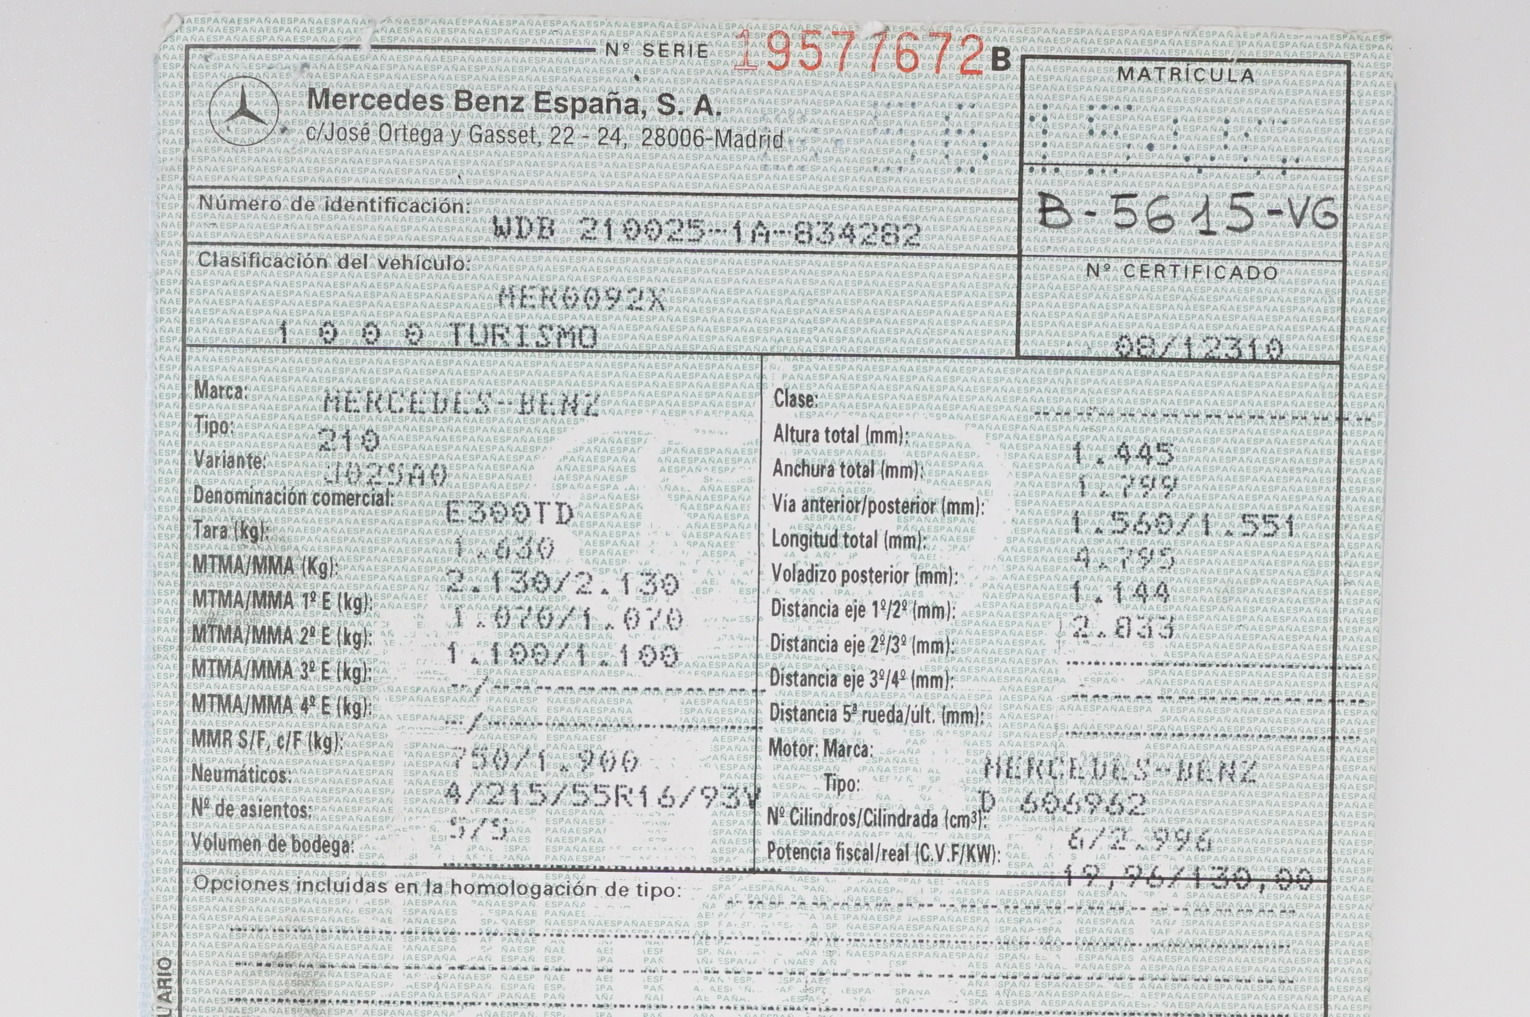 Nº SERIE 19577672 B
Mercedes Benz España, S. A.
c/José Ortega y Gasset, 22 - 24, 28006-Madrid
MATRÍCULA
B-5615-VG
Número de identificación: WDB 210025-1A-834282
Clasificación del vehículo:
MER0092X
1 0 0 0 TURISMO
Nº CERTIFICADO
08/12310
Marca: MERCEDES-BENZ
Tipo: 210
Variante: J025A0
Denominación comercial: E300TD
Tara (kg): 1.630
MTMA/MMA (Kg): 2.130/2.130
MTMA/MMA 1º E (kg): 1.070/1.070
MTMA/MMA 2º E (kg): 1.100/1.100
MTMA/MMA 3º E (kg): --/--------
MTMA/MMA 4º E (kg): --/--------
MMR S/F, c/F (kg): 750/1.900
Neumáticos: 4/215/55R16/93V
Nº de asientos: 5/5
Volumen de bodega:
Clase:
Altura total (mm): 1.445
Anchura total (mm): 1.799
Vía anterior/posterior (mm): 1.560/1.551
Longitud total (mm): 4.795
Voladizo posterior (mm): 1.144
Distancia eje 1º/2º (mm): 2.833
Distancia eje 2º/3º (mm):
Distancia eje 3º/4º (mm):
Distancia 5ª rueda/últ. (mm):
Motor: Marca: MERCEDES-BENZ
Tipo: D 606962
Nº Cilindros/Cilindrada (cm³): 6/2.996
Potencia fiscal/real (C.V.F/KW): 19,96/130,00
Opciones incluidas en la homologación de tipo: